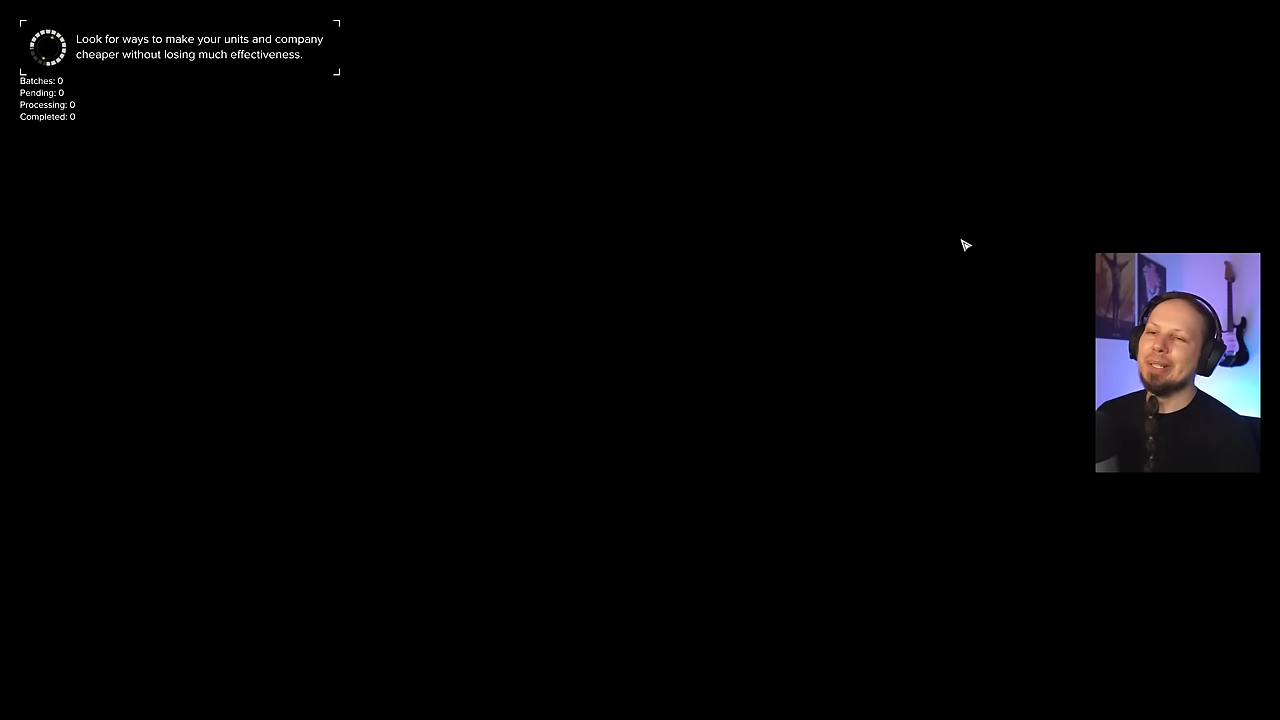 Look for ways to make your units and company
cheaper without losing much effectiveness.
Batches: 0
Pending: 0
Processing: 0
Completed: 0